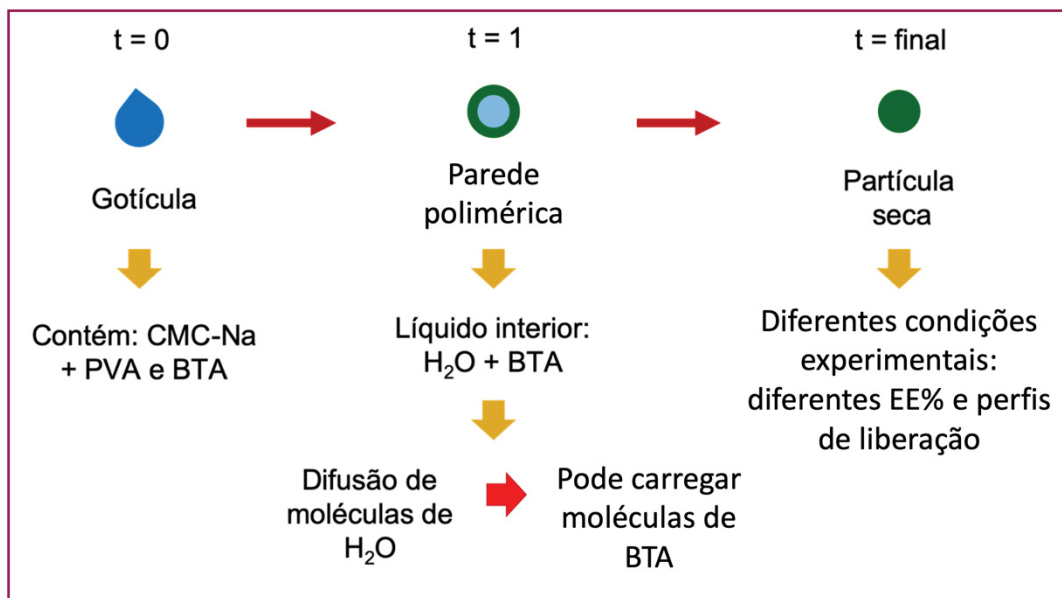 t = 0
t = 1
t = final
Gotícula
Parede
polimérica
Partícula
seca
Contém: CMC-Na
+ PVA e BTA
Líquido interior:
H₂O + BTA
Diferentes condições
experimentais:
diferentes EE% e perfis
de liberação
Difusão de
moléculas de
H₂O
Pode carregar
moléculas de
BTA